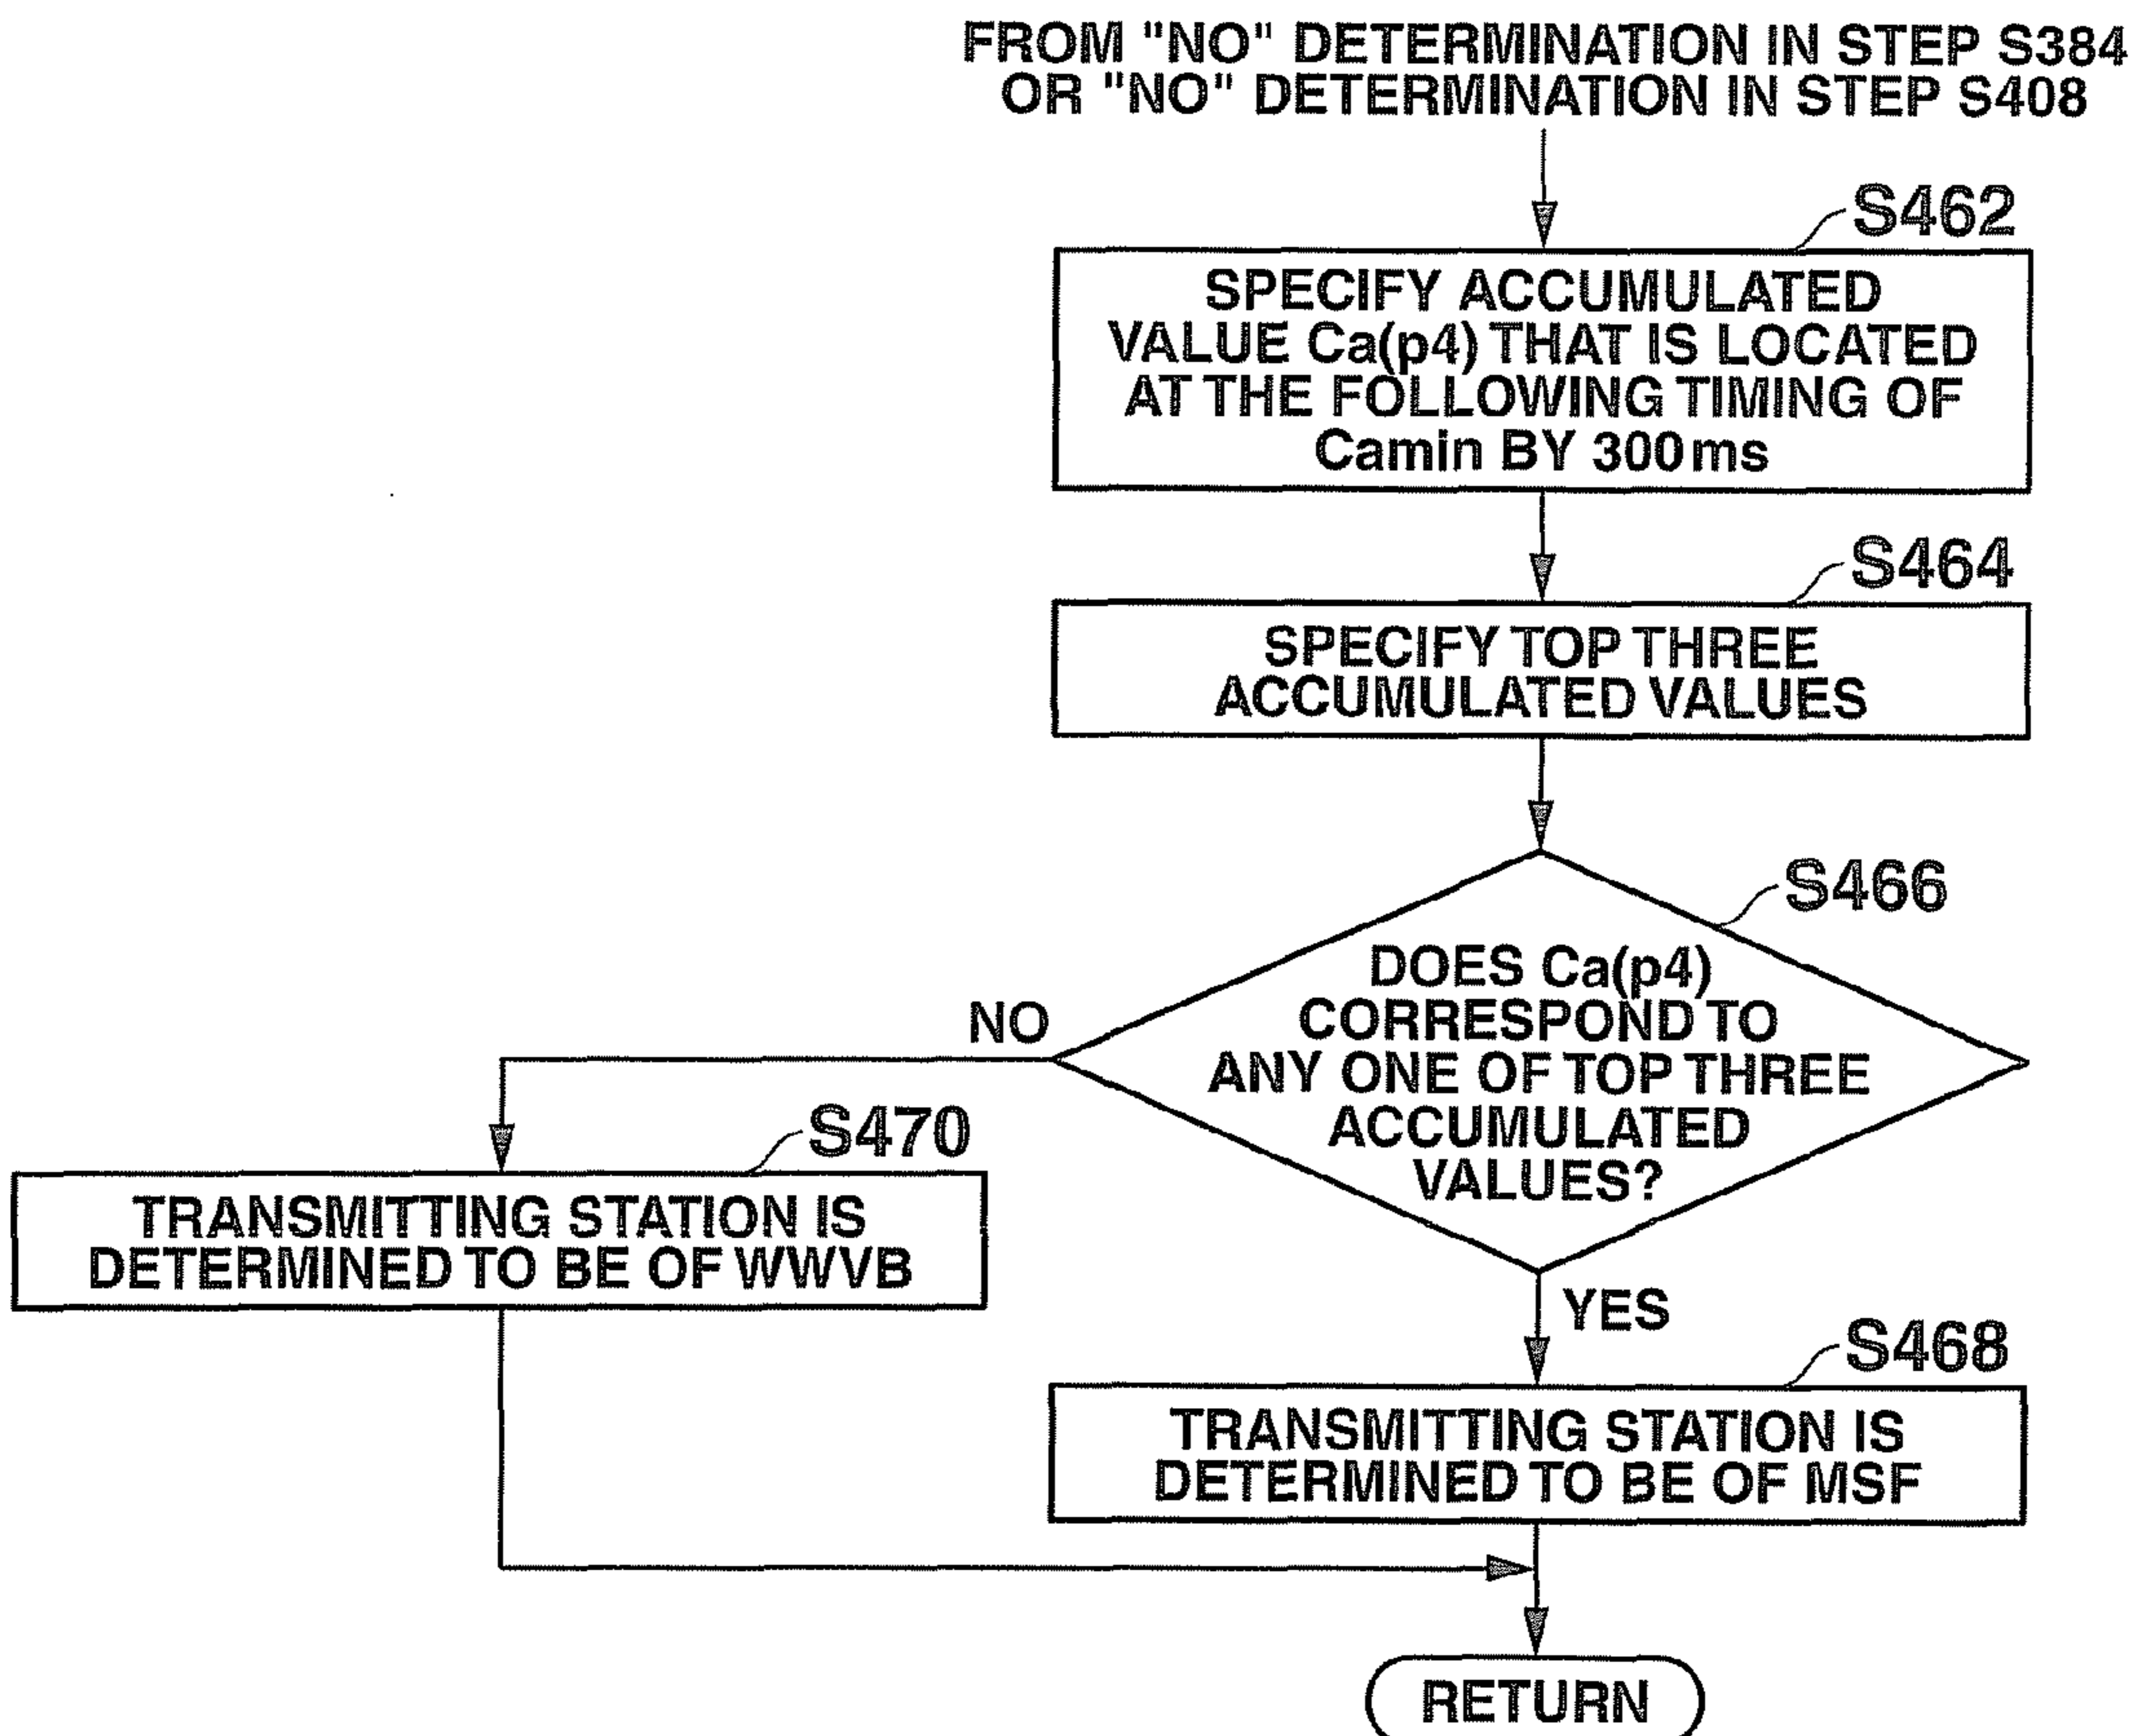 FROM "NO" DETERMINATION IN STEP S384
OR "NO" DETERMINATION IN STEP S408
S462
SPECIFY ACCUMULATED
VALUE Ca(p4) THAT IS LOCATED
AT THE FOLLOWING TIMING OF
Camin BY 300ms
S464
SPECIFY TOP THREE
ACCUMULATED VALUES
S466
DOES Ca(p4)
CORRESPOND TO
ANY ONE OF TOP THREE
ACCUMULATED
VALUES?
NO
S470
TRANSMITTING STATION IS
DETERMINED TO BE OF WWVB
YES
S468
TRANSMITTING STATION IS
DETERMINED TO BE OF MSF
RETURN